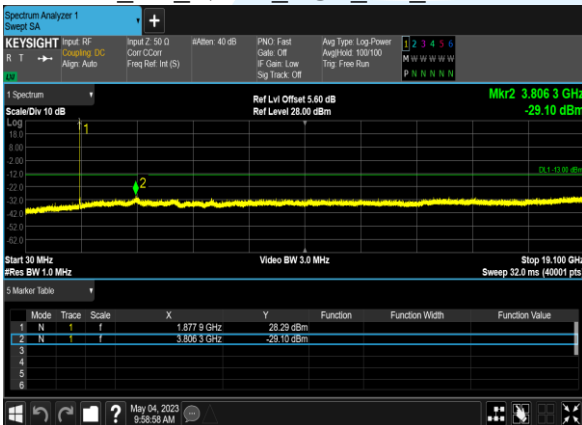 Spectrum Analyzer 1
Swept SA
+
KEYSIGHT
R T
LV
Input: RF
Coupling: DC
Align: Auto
Input Z: 50 Ω
Corr CCorr
Freq Ref: Int (S)
#Atten: 40 dB
PNO: Fast
Gate: Off
IF Gain: Low
Sig Track: Off
Avg Type: Log-Power
Avg|Hold: 100/100
Trig: Free Run
1 2 3 4 5 6
M W W W W W
P N N N N N
1 Spectrum
Scale/Div 10 dB
Ref Lvl Offset 5.60 dB
Ref Level 28.00 dBm
Mkr2 3.806 3 GHz
-29.10 dBm
Log
18.0
8.00
-2.00
-12.0
-22.0
-32.0
-42.0
-52.0
-62.0
1
2
DL1 -13.00 dBm
Start 30 MHz
#Res BW 1.0 MHz
Video BW 3.0 MHz
Stop 19.100 GHz
Sweep 32.0 ms (40001 pts)
5 Marker Table
Mode Trace Scale X Y Function Function Width Function Value
1 N 1 f 1.877 9 GHz 28.29 dBm
2 N 1 f 3.806 3 GHz -29.10 dBm
3
4
5
6
?
May 04, 2023
9:58:58 AM